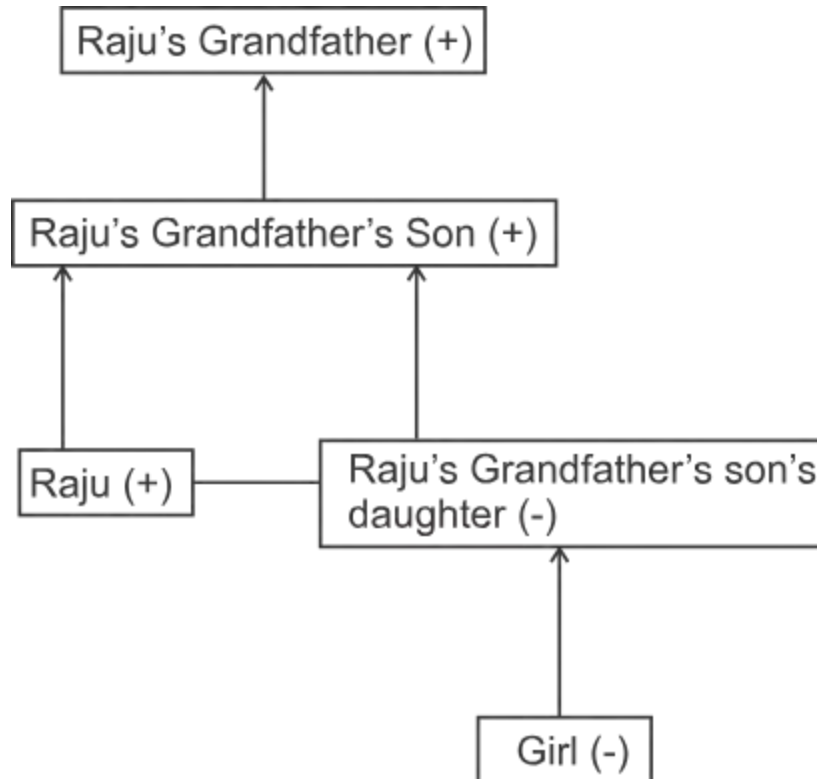 Raju's Grandfather (+)
Raju's Grandfather's Son (+)
Raju (+)
Raju's Grandfather's son's
daughter (-)
Girl (-)